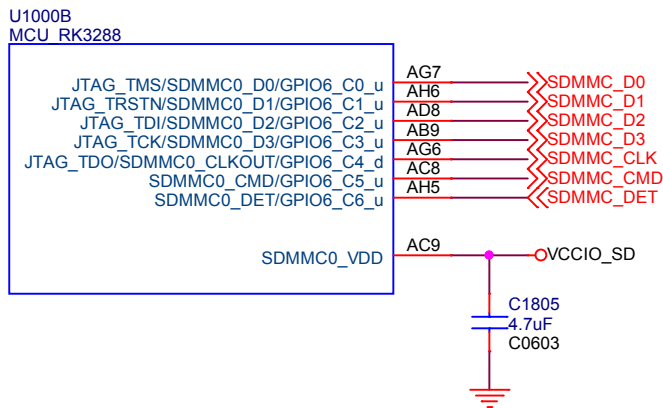 U1000B
MCU_RK3288
JTAG_TMS/SDMMC0_D0/GPIO6_C0_u AG7 SDMMC_D0
JTAG_TRSTN/SDMMC0_D1/GPIO6_C1_u AH6 SDMMC_D1
JTAG_TDI/SDMMC0_D2/GPIO6_C2_u AD8 SDMMC_D2
JTAG_TCK/SDMMC0_D3/GPIO6_C3_u AB9 SDMMC_D3
JTAG_TDO/SDMMC0_CLKOUT/GPIO6_C4_d AG6 SDMMC_CLK
SDMMC0_CMD/GPIO6_C5_u AC8 SDMMC_CMD
SDMMC0_DET/GPIO6_C6_u AH5 SDMMC_DET
SDMMC0_VDD AC9 VCCIO_SD
C1805
4.7uF
C0603